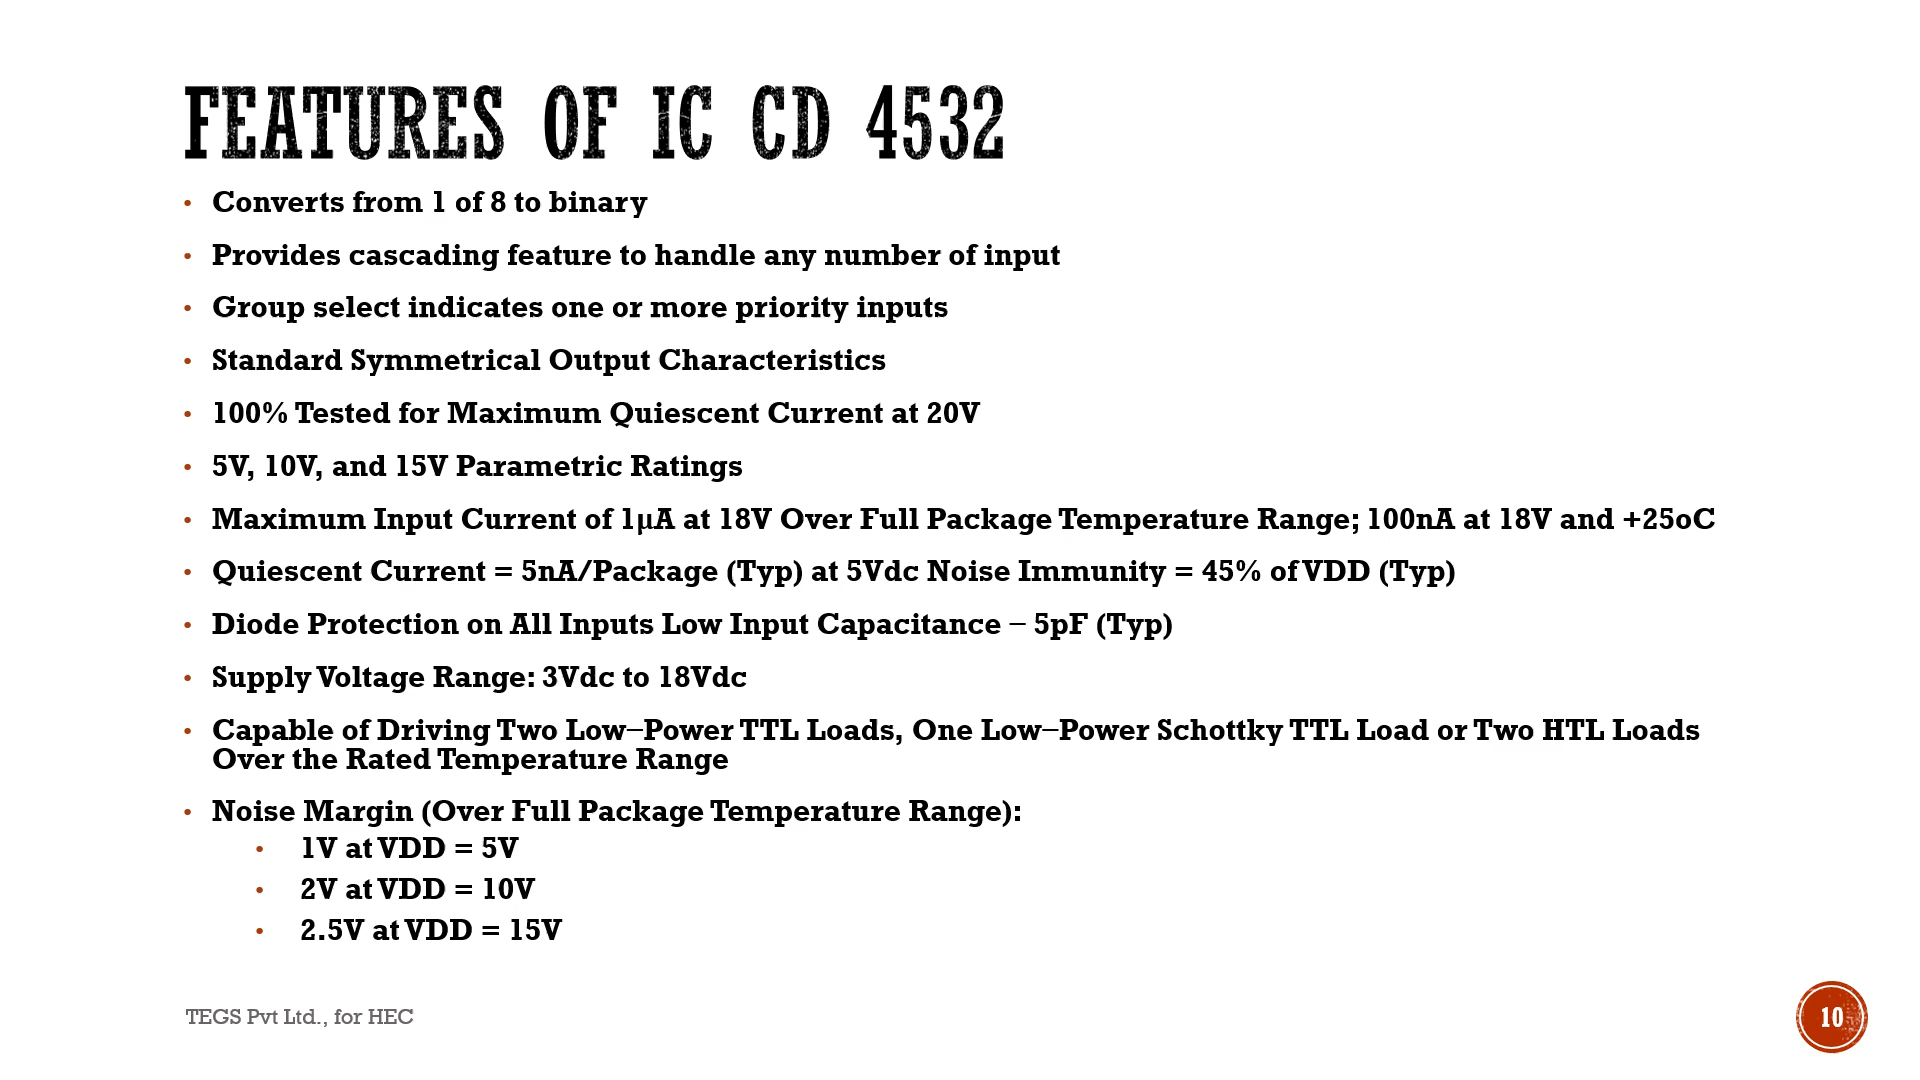 FEATURES OF IC CD 4532
• Converts from 1 of 8 to binary
• Provides cascading feature to handle any number of input
• Group select indicates one or more priority inputs
• Standard Symmetrical Output Characteristics
• 100% Tested for Maximum Quiescent Current at 20V
• 5V, 10V, and 15V Parametric Ratings
• Maximum Input Current of 1μA at 18V Over Full Package Temperature Range; 100nA at 18V and +25oC
• Quiescent Current = 5nA/Package (Typ) at 5Vdc Noise Immunity = 45% of VDD (Typ)
• Diode Protection on All Inputs Low Input Capacitance − 5pF (Typ)
• Supply Voltage Range: 3Vdc to 18Vdc
• Capable of Driving Two Low−Power TTL Loads, One Low−Power Schottky TTL Load or Two HTL Loads
Over the Rated Temperature Range
• Noise Margin (Over Full Package Temperature Range):
• 1V at VDD = 5V
• 2V at VDD = 10V
• 2.5V at VDD = 15V
TEGS Pvt Ltd., for HEC
10